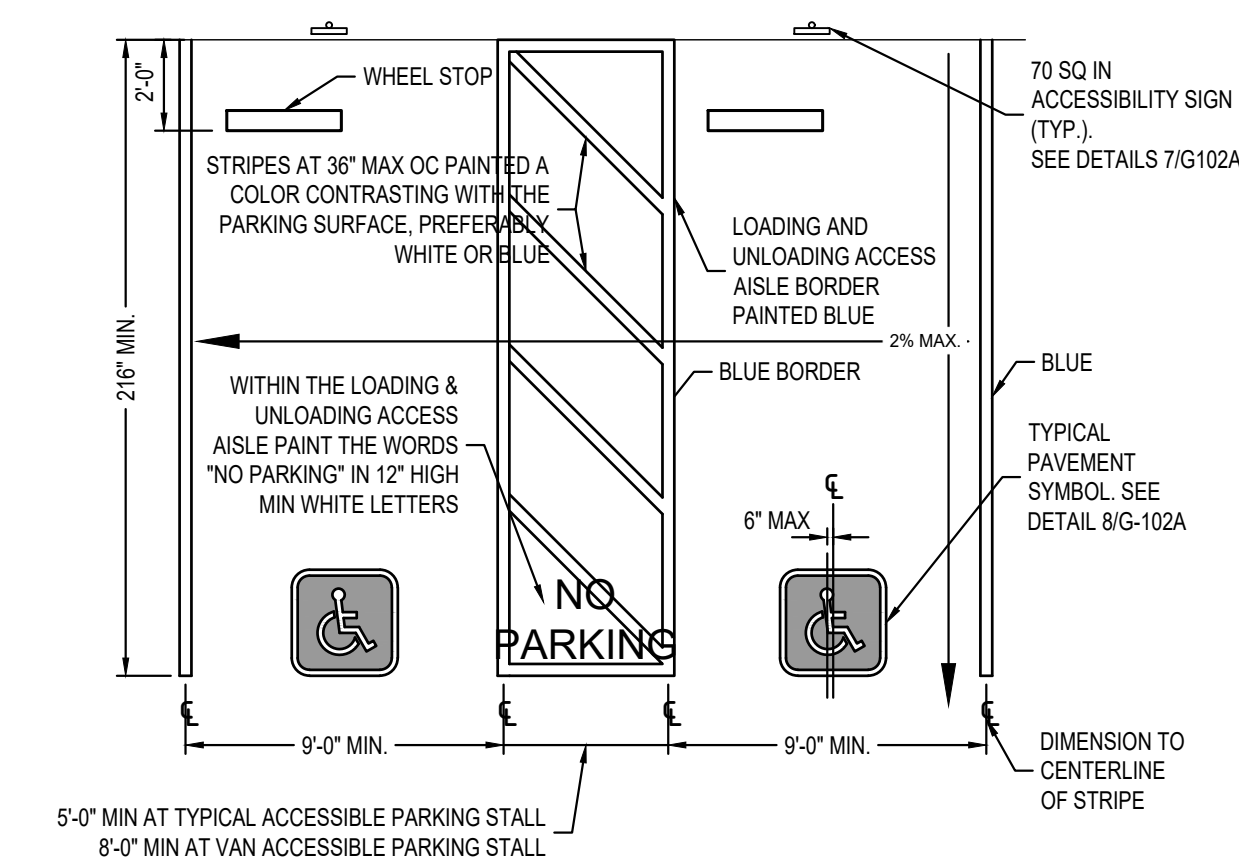 2'-0"
WHEEL STOP
70 SQ IN
ACCESSIBILITY SIGN
(TYP.).
SEE DETAILS 7/G102A
STRIPES AT 36" MAX OC PAINTED A
COLOR CONTRASTING WITH THE
PARKING SURFACE, PREFERABLY
WHITE OR BLUE
LOADING AND
UNLOADING ACCESS
AISLE BORDER
PAINTED BLUE
216" MIN.
2% MAX.
BLUE BORDER
BLUE
WITHIN THE LOADING &
UNLOADING ACCESS
AISLE PAINT THE WORDS
"NO PARKING" IN 12" HIGH
MIN WHITE LETTERS
TYPICAL
PAVEMENT
SYMBOL. SEE
DETAIL 8/G-102A
℄
6" MAX
NO
PARKING
℄
℄
℄
℄
9'-0" MIN.
9'-0" MIN.
DIMENSION TO
CENTERLINE
OF STRIPE
5'-0" MIN AT TYPICAL ACCESSIBLE PARKING STALL
8'-0" MIN AT VAN ACCESSIBLE PARKING STALL